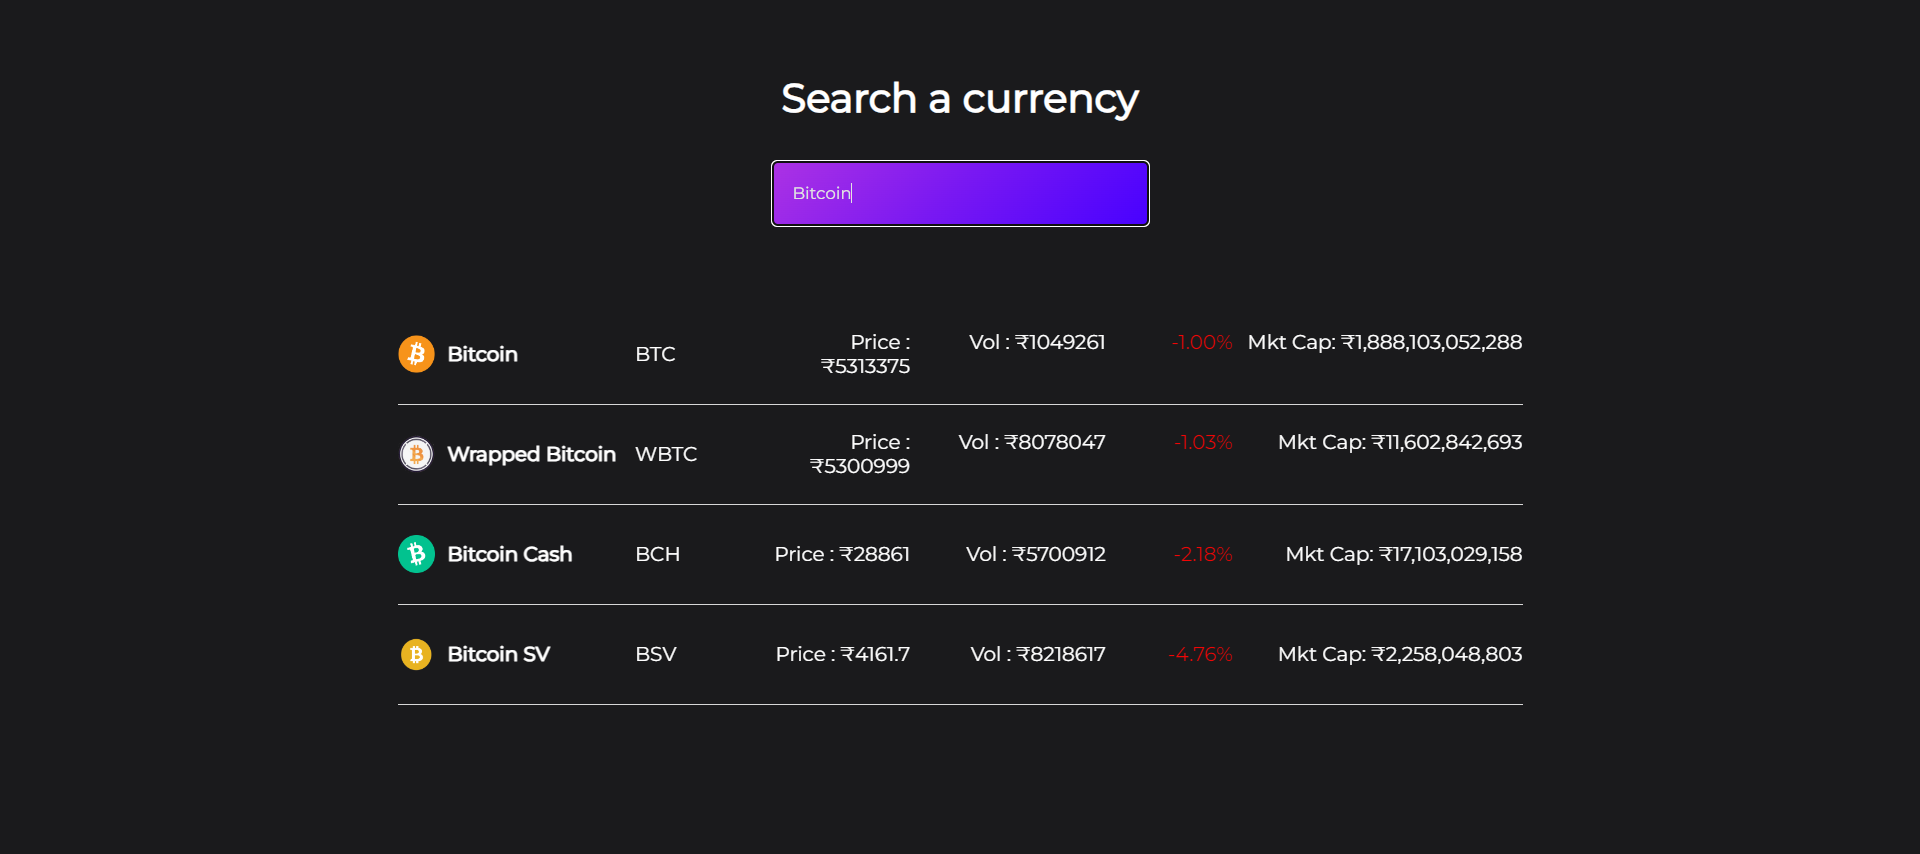 Search a currency
Bitcoin
Bitcoin BTC Price : ₹5313375 Vol : ₹1049261 -1.00% Mkt Cap: ₹1,888,103,052,288
Wrapped Bitcoin WBTC Price : ₹5300999 Vol : ₹8078047 -1.03% Mkt Cap: ₹11,602,842,693
Bitcoin Cash BCH Price : ₹28861 Vol : ₹5700912 -2.18% Mkt Cap: ₹17,103,029,158
Bitcoin SV BSV Price : ₹4161.7 Vol : ₹8218617 -4.76% Mkt Cap: ₹2,258,048,803